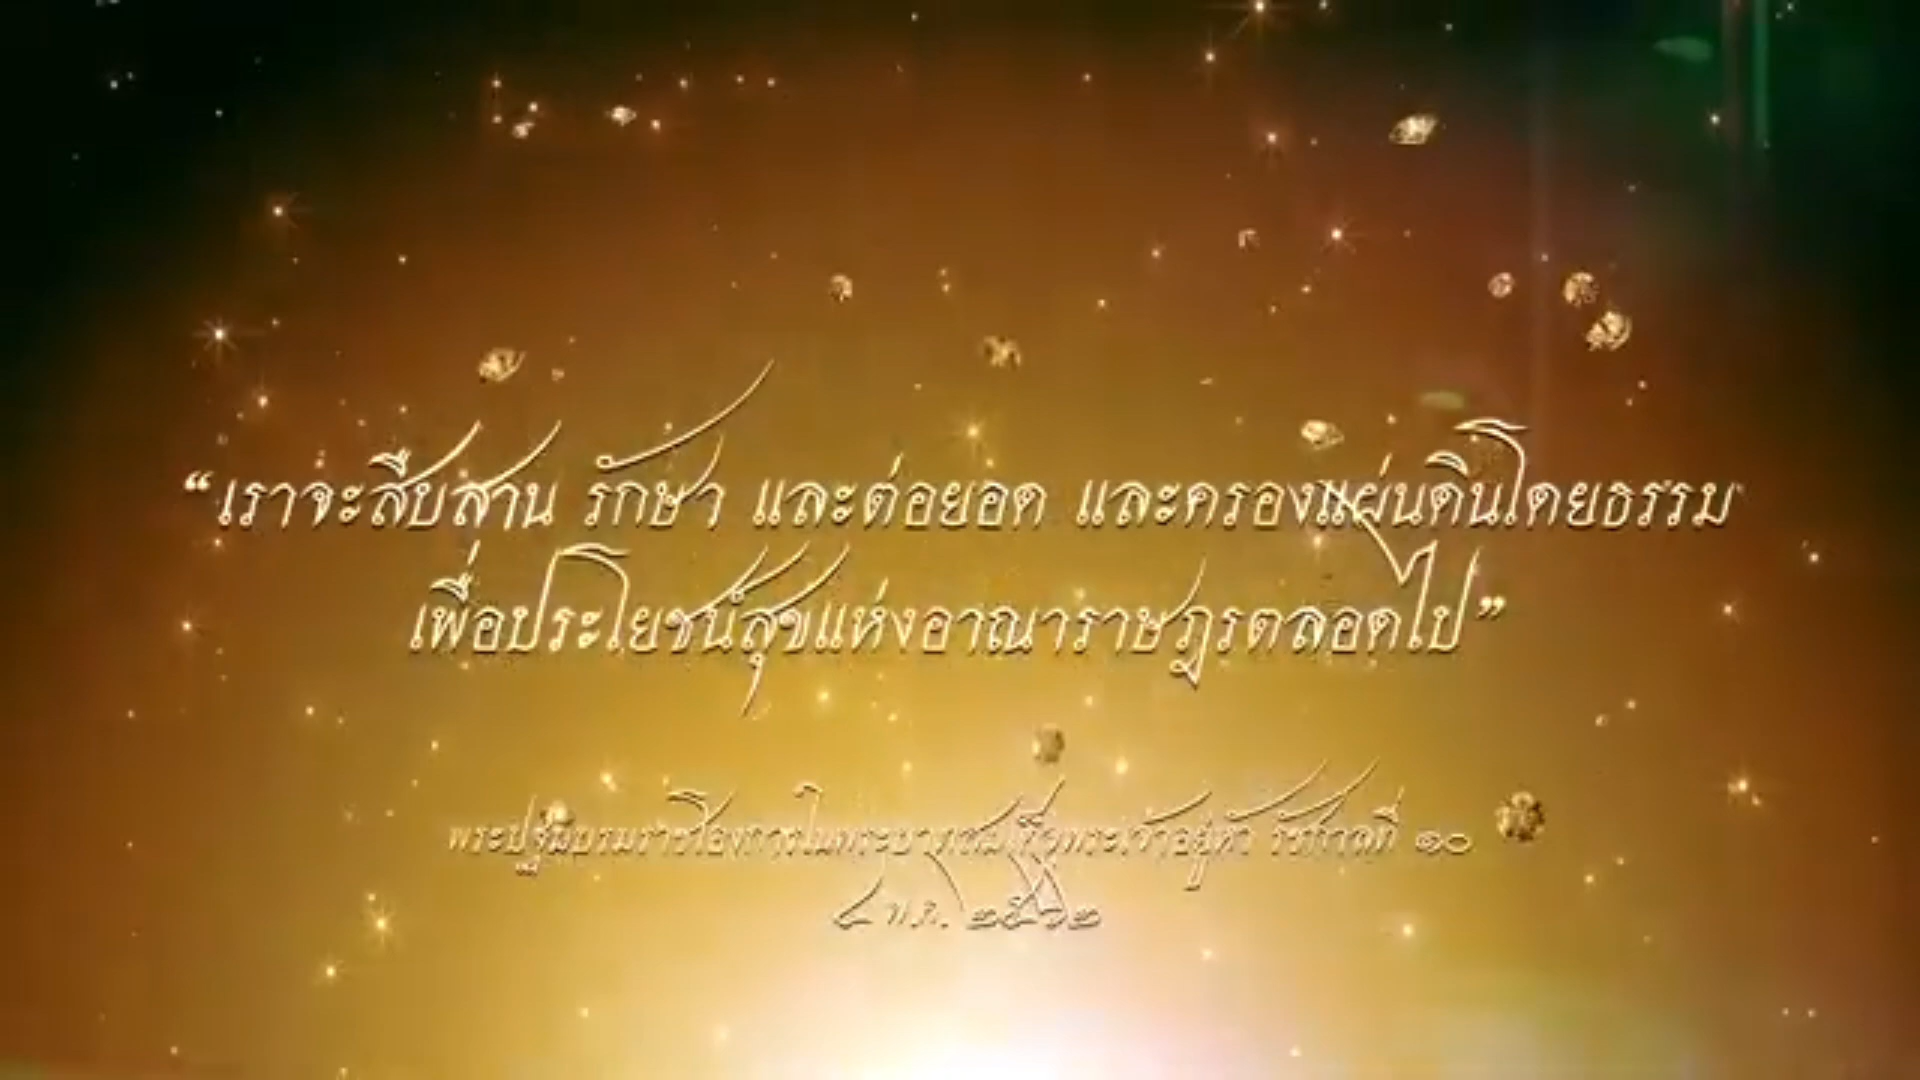 “เราจะสืบสาน รักษา และต่อยอด และครองแผ่นดินโดยธรรม
เพื่อประโยชน์สุขแห่งอาณาราษฎรตลอดไป”
พระปฐมบรมราชโองการในพระบาทสมเด็จพระเจ้าอยู่หัว รัชกาลที่ ๑๐
๔ พ.ค. ๒๕๖๒